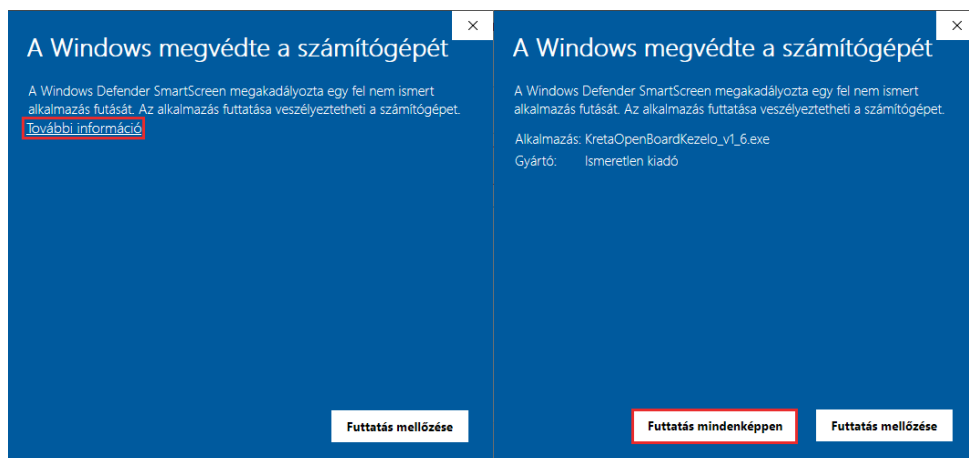 A Windows megvédte a számítógépét
A Windows Defender SmartScreen megakadályozta egy fel nem ismert
alkalmazás futását. Az alkalmazás futtatása veszélyeztetheti a számítógépet.
További információ
Futtatás mellőzése
A Windows megvédte a számítógépét
A Windows Defender SmartScreen megakadályozta egy fel nem ismert
alkalmazás futását. Az alkalmazás futtatása veszélyeztetheti a számítógépet.
Alkalmazás: KretaOpenBoardKezelo_v1_6.exe
Gyártó: Ismeretlen kiadó
Futtatás mindenképpen Futtatás mellőzése